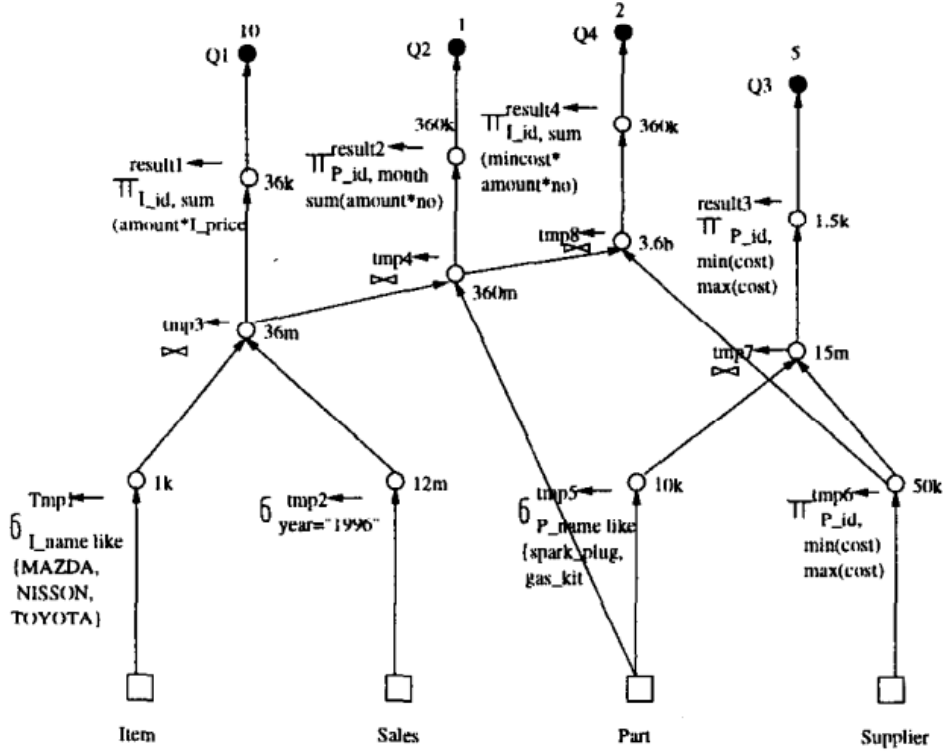 10
Q1
1
Q2
2
Q4
5
Q3
result1
36k
I_id, sum
(amount*I_price
360k
result2
P_id, month
sum(amount*no)
result4
360k
I_id, sum
(mincost*
amount*no)
result3
1.5k
P_id,
min(cost)
max(cost)
tmp3
36m
tmp4
360m
tmp8
3.6b
tmp7
15m
Tmp1
1k
I_name like
{MAZDA,
NISSON,
TOYOTA}
tmp2
12m
year="1996"
tmp5
10k
P_name like
{spark_plug,
gas_kit
tmp6
50k
P_id,
min(cost)
max(cost)
Item
Sales
Part
Supplier